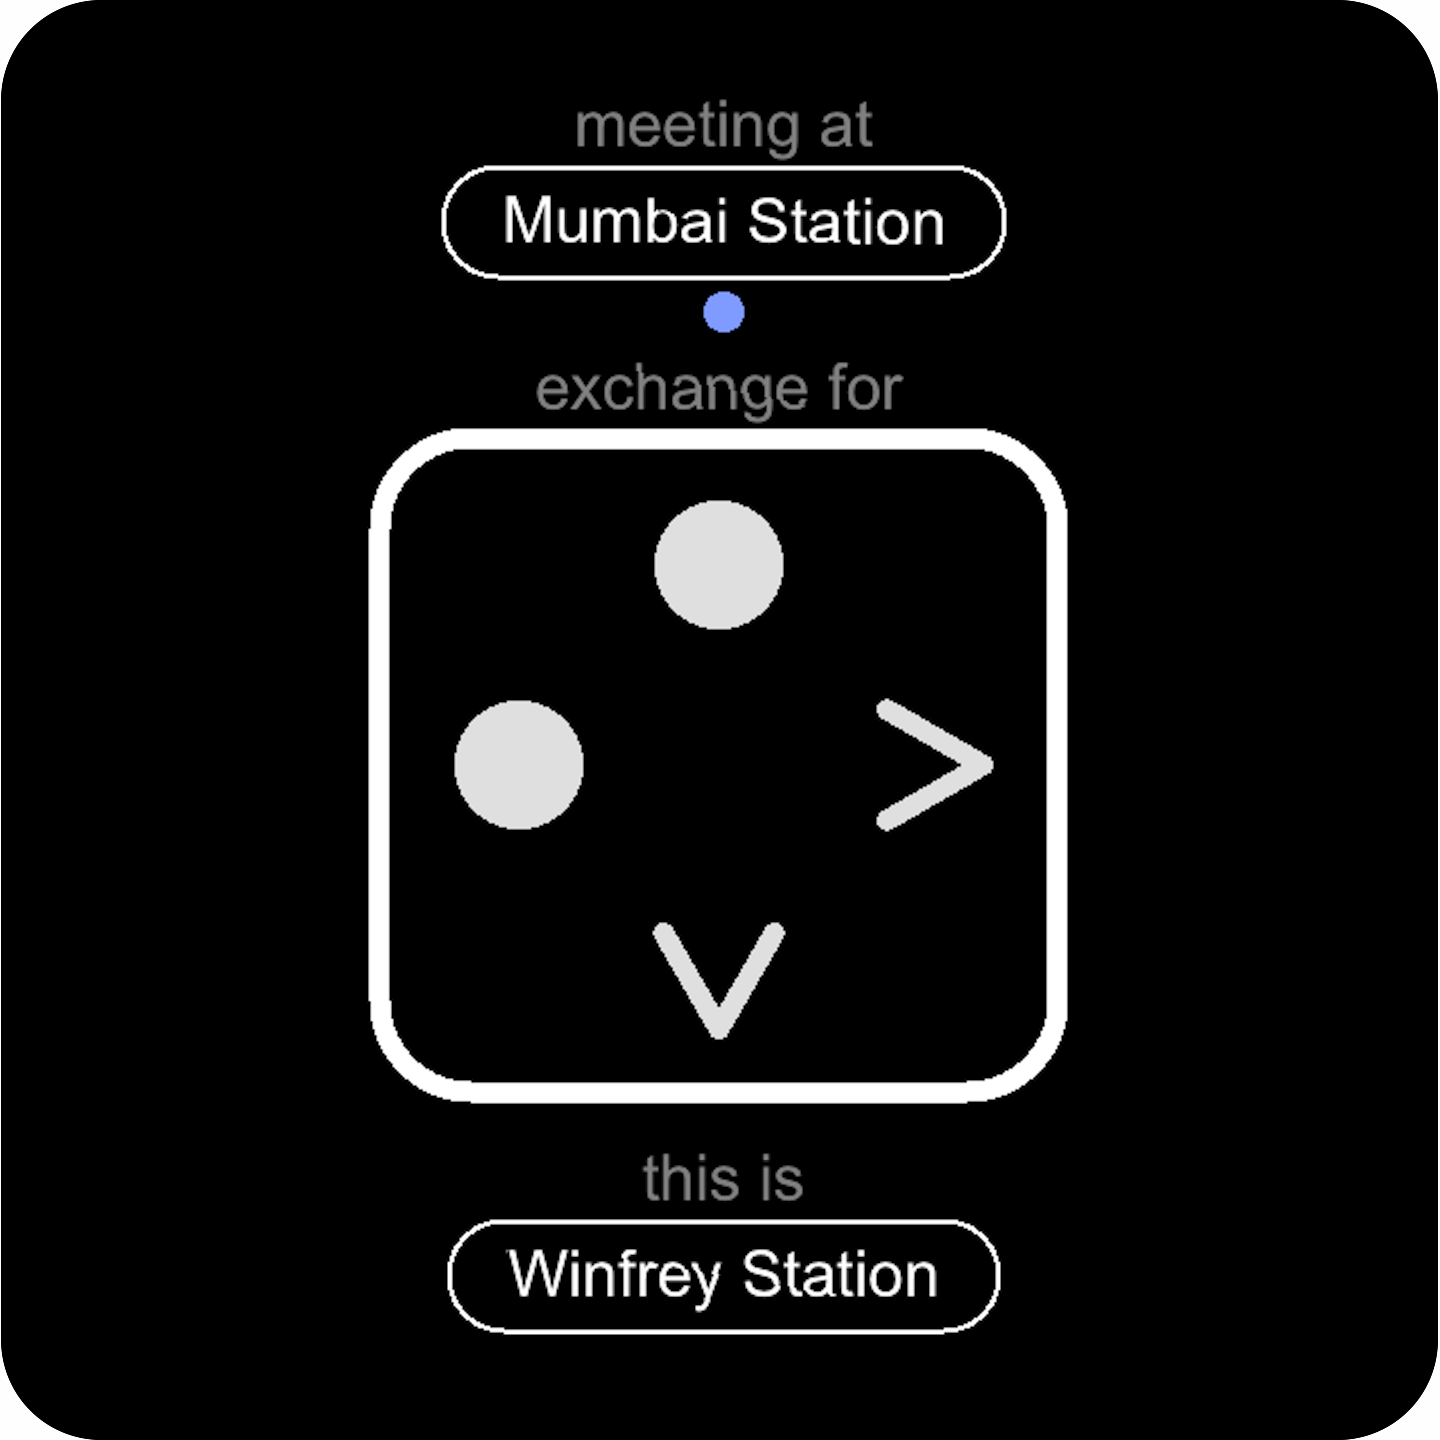 meeting at
Mumbai Station
exchange for
this is
Winfrey Station